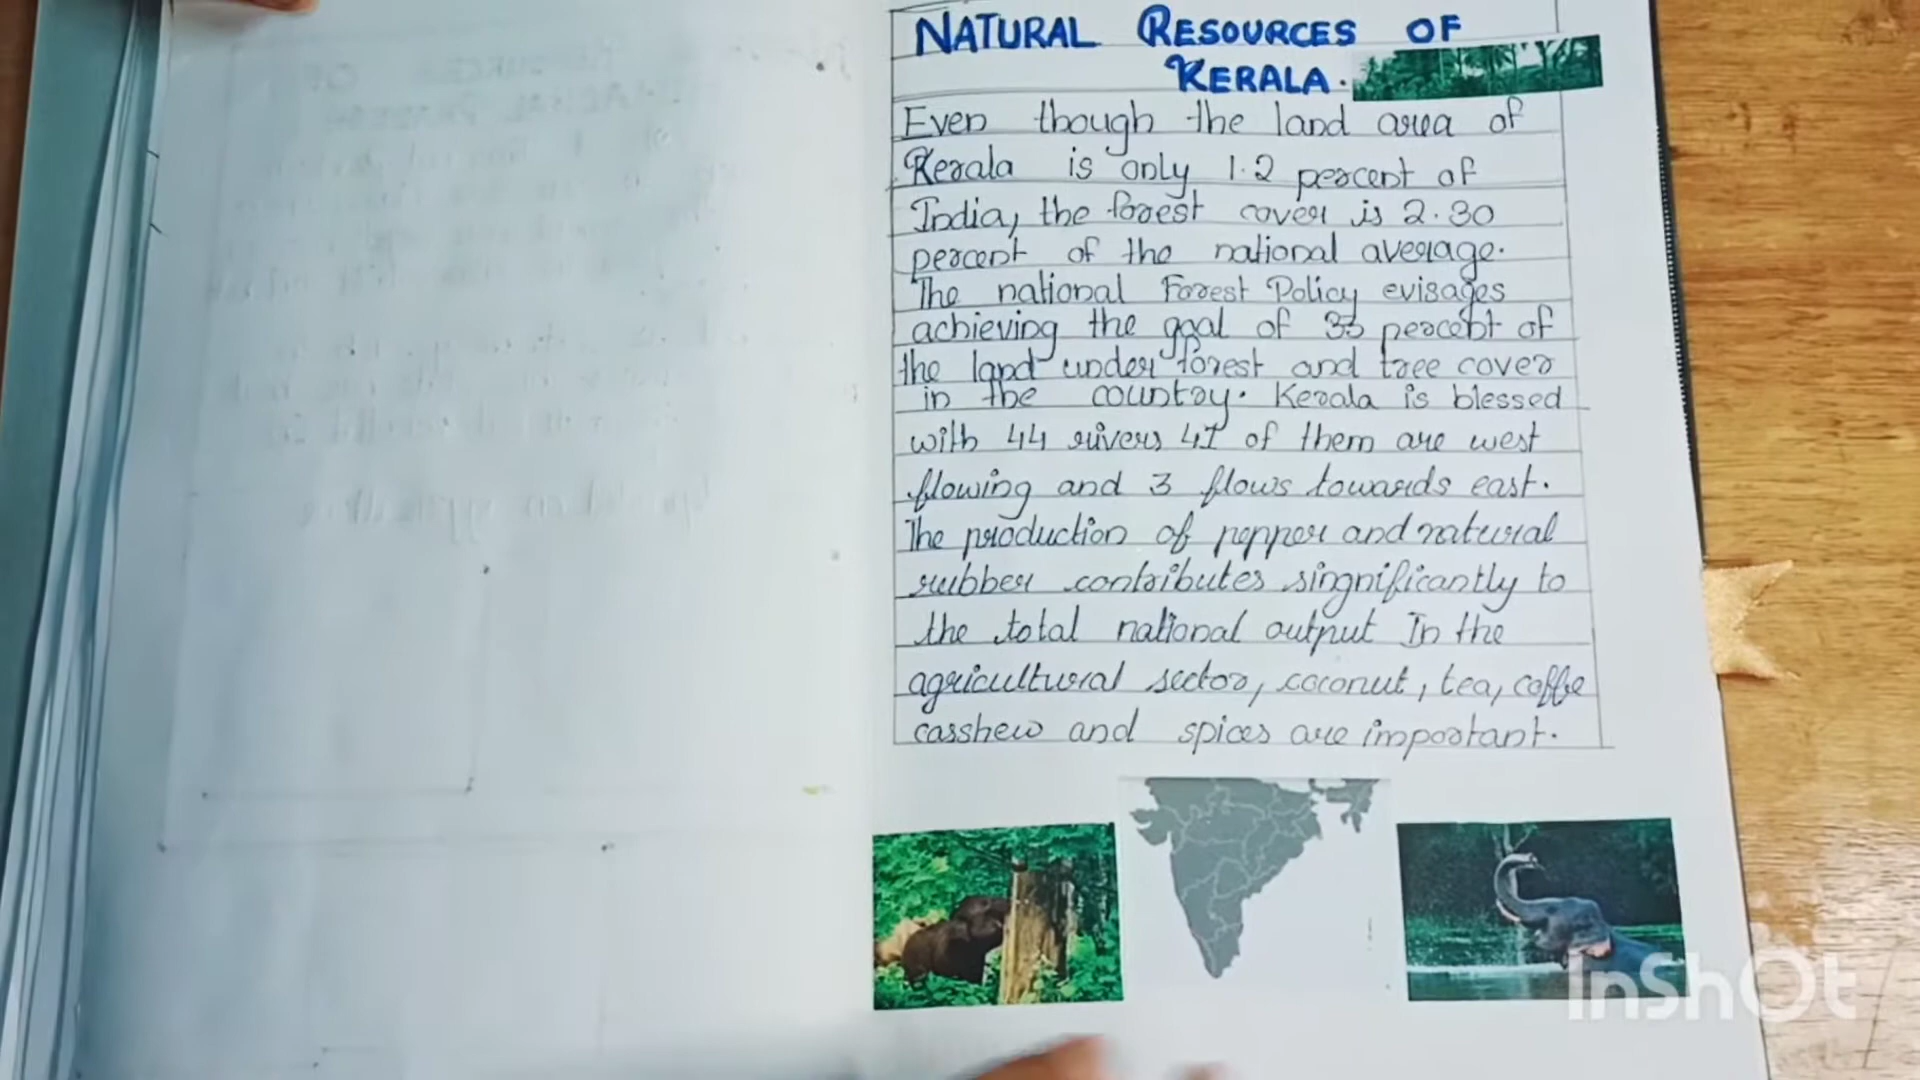 NATURAL RESOURCES OF
KERALA.
Even though the land area of
Kerala is only 1.2 percent of
India, the forest cover is 2.30
percent of the national average.
The national Forest Policy evisages
achieving the goal of 33 percebt of
the land under forest and tree cover
in the country. Kerala is blessed
with 44 rivers 41 of them are west
flowing and 3 flows towards east.
The production of pepper and natural
rubber contributes singnificantly to
the total national output In the
agricultural sector, coconut, tea, coffe
casshew and spices are important.
InShOt